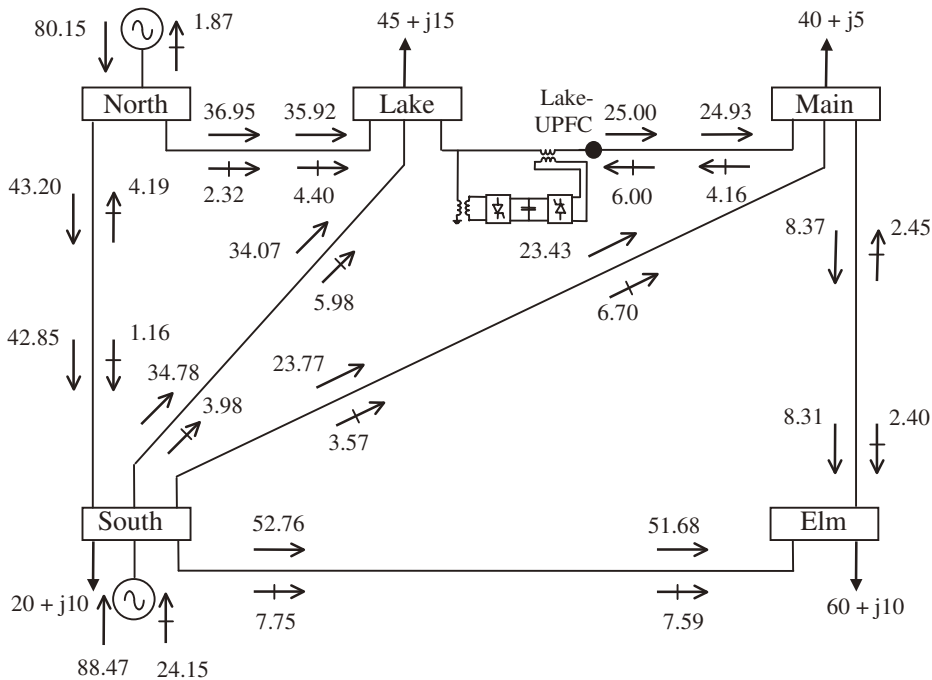 80.15
1.87
45 + j15
40 + j5
North
Lake
Lake-
UPFC
Main
36.95
35.92
25.00
24.93
2.32
4.40
6.00
4.16
43.20
4.19
34.07
5.98
23.43
6.70
8.37
2.45
42.85
1.16
34.78
3.98
23.77
3.57
8.31
2.40
South
Elm
52.76
51.68
7.75
7.59
20 + j10
60 + j10
88.47
24.15